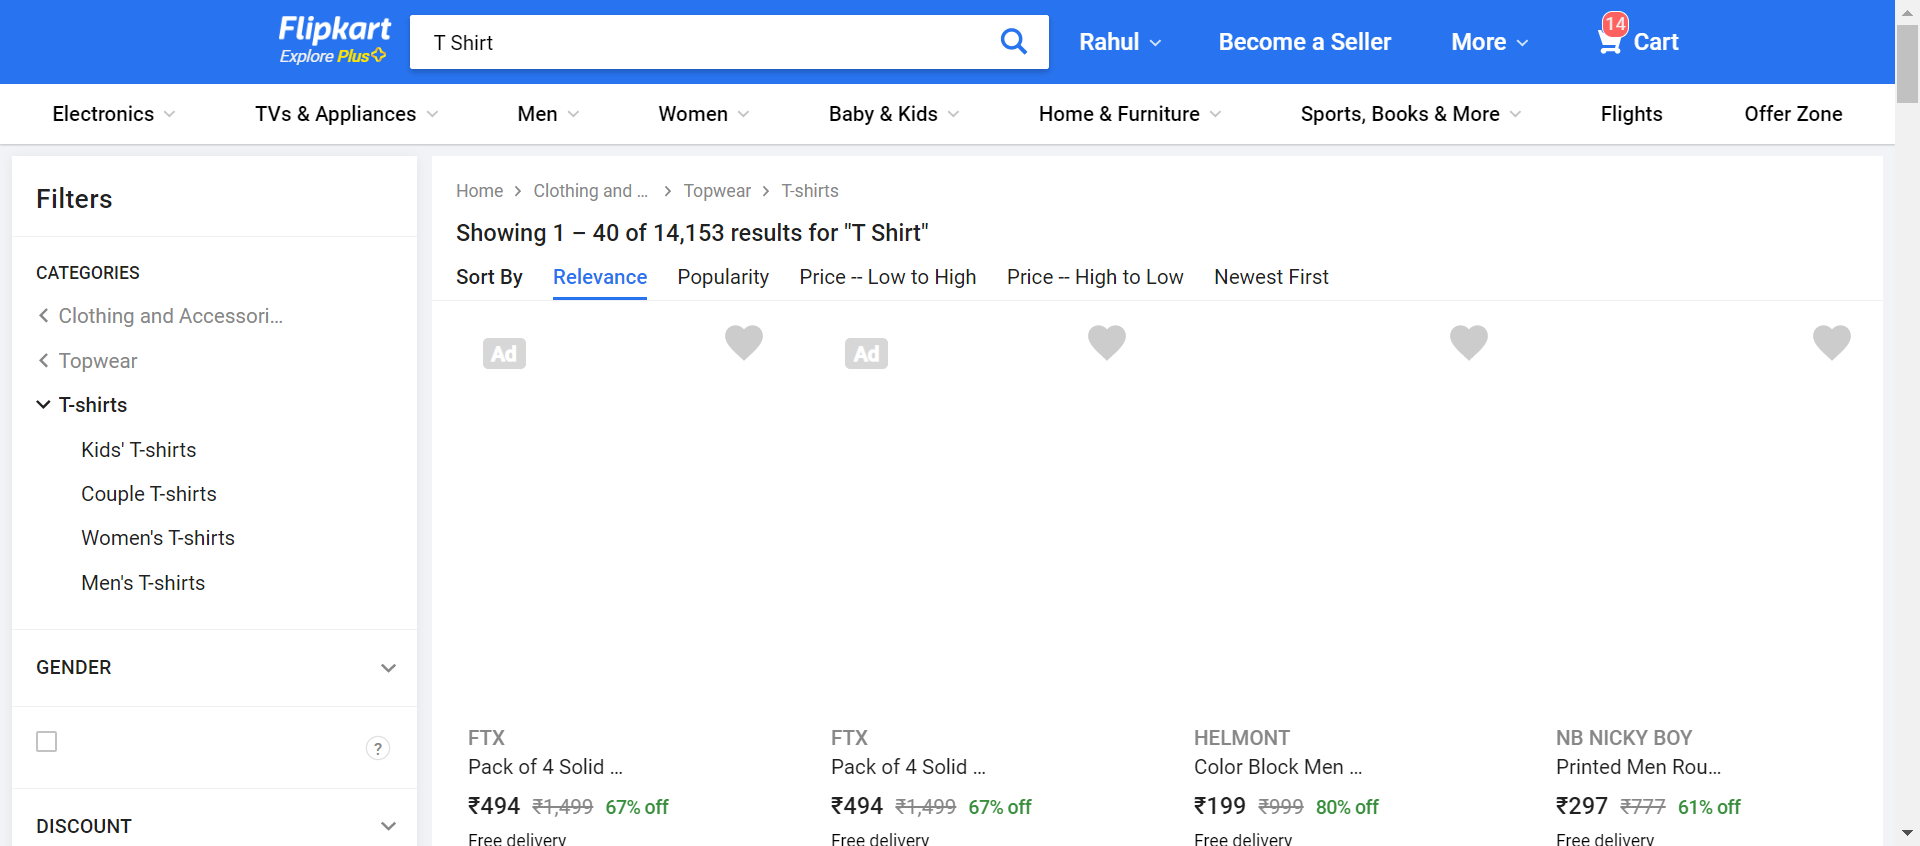 Flipkart
Explore Plus
T Shirt
Rahul
Become a Seller
More
14
Cart
Electronics
TVs & Appliances
Men
Women
Baby & Kids
Home & Furniture
Sports, Books & More
Flights
Offer Zone
Filters
CATEGORIES
Clothing and Accessori...
Topwear
T-shirts
Kids' T-shirts
Couple T-shirts
Women's T-shirts
Men's T-shirts
GENDER
?
DISCOUNT
Home > Clothing and ... > Topwear > T-shirts
Showing 1 – 40 of 14,153 results for "T Shirt"
Sort By Relevance Popularity Price -- Low to High Price -- High to Low Newest First
Ad
Ad
FTX
Pack of 4 Solid ...
₹494 ₹1,499 67% off
Free delivery
FTX
Pack of 4 Solid ...
₹494 ₹1,499 67% off
Free delivery
HELMONT
Color Block Men ...
₹199 ₹999 80% off
Free delivery
NB NICKY BOY
Printed Men Rou...
₹297 ₹777 61% off
Free delivery